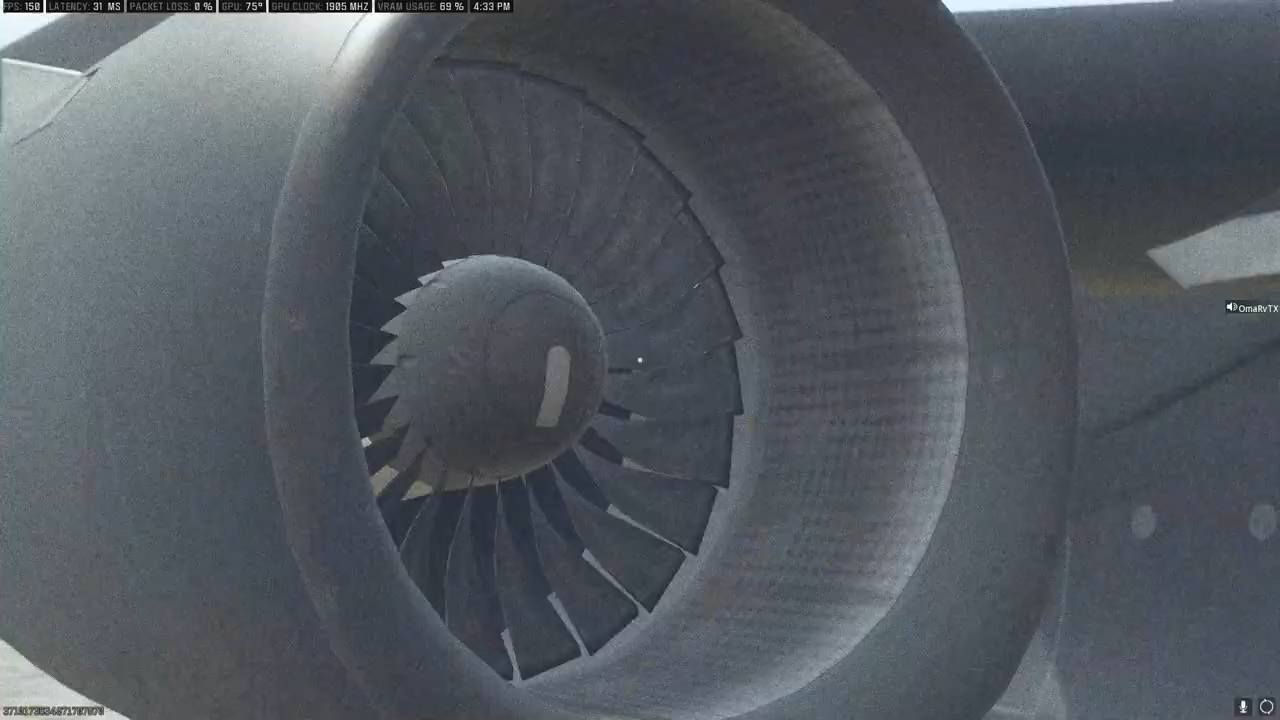 FPS: 150 LATENCY: 31 MS PACKET LOSS: 0 % GPU: 75° GPU CLOCK: 1905 MHZ VRAM USAGE: 69 % 4:33 PM
OmaRvTX